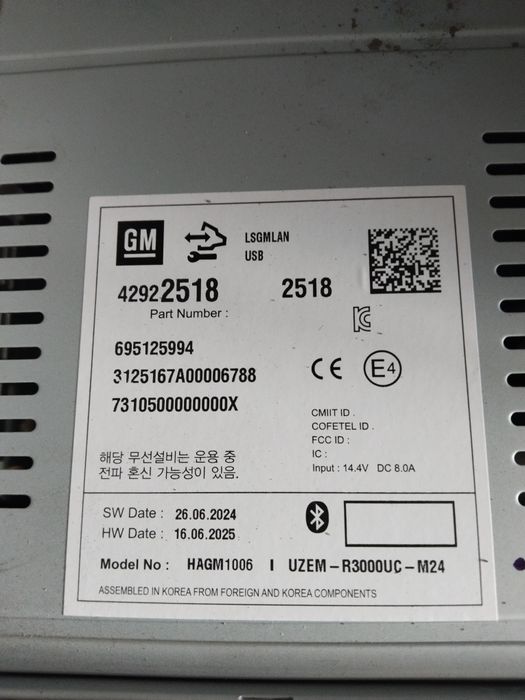 GM
LSGMLAN
USB
42922518 2518
Part Number :
695125994
3125167A00006788
7310500000000X
CE E4
CMIIT ID .
COFETEL ID .
FCC ID :
IC :
Input : 14.4V DC 8.0A
해당 무선설비는 운용 중
전파 혼신 가능성이 있음.
SW Date : 26.06.2024
HW Date : 16.06.2025
Model No : HAGM1006 I UZEM-R3000UC-M24
ASSEMBLED IN KOREA FROM FOREIGN AND KOREA COMPONENTS